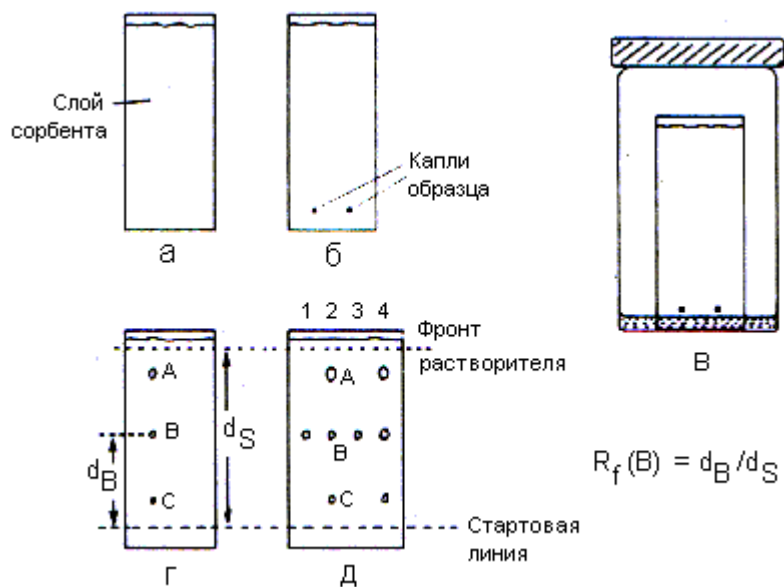 Слой
сорбента
Капли
образца
а
б
В
1 2 3 4
Фронт
растворителя
A
B
C
d_B
d_S
A
B
C
R_f (B) = d_B/d_S
Стартовая
линия
Г
Д